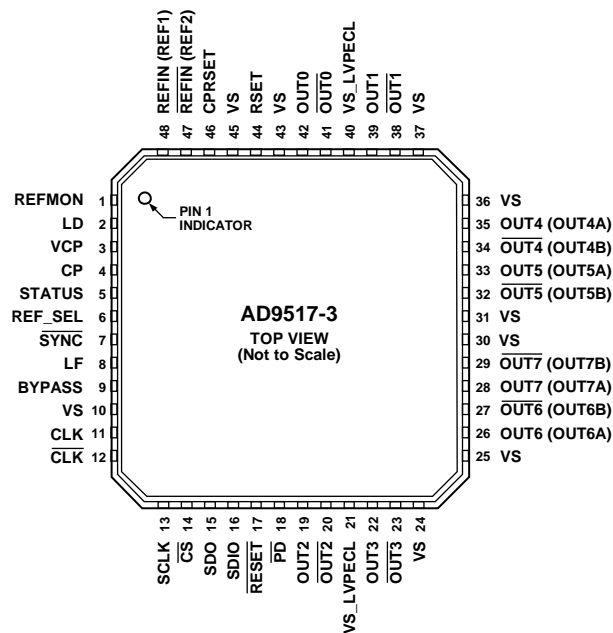 REFIN (REF1)
REFIN (REF2)
CPRSET
VS
RSET
VS
OUT0
OUT0
VS_LVPECL
OUT1
OUT1
VS
48 47 46 45 44 43 42 41 40 39 38 37
REFMON 1
LD 2
VCP 3
CP 4
STATUS 5
REF_SEL 6
SYNC 7
LF 8
BYPASS 9
VS 10
CLK 11
CLK 12
PIN 1
INDICATOR
AD9517-3
TOP VIEW
(Not to Scale)
36 VS
35 OUT4 (OUT4A)
34 OUT4 (OUT4B)
33 OUT5 (OUT5A)
32 OUT5 (OUT5B)
31 VS
30 VS
29 OUT7 (OUT7B)
28 OUT7 (OUT7A)
27 OUT6 (OUT6B)
26 OUT6 (OUT6A)
25 VS
13 14 15 16 17 18 19 20 21 22 23 24
SCLK
CS
SDO
SDIO
RESET
PD
OUT2
OUT2
VS_LVPECL
OUT3
OUT3
VS